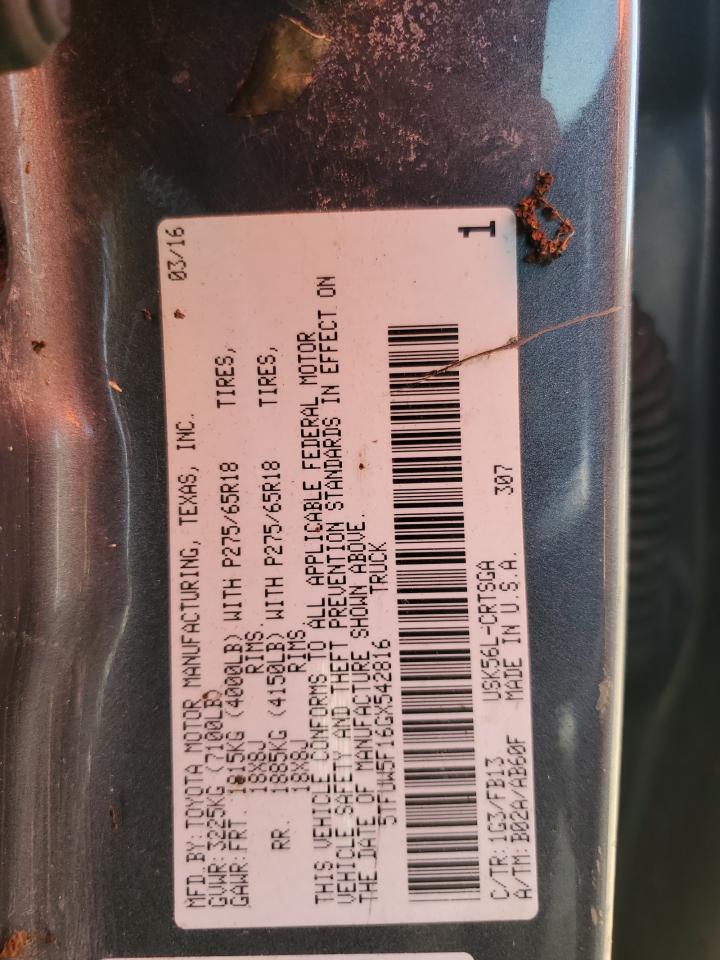 MFD. BY: TOYOTA MOTOR MANUFACTURING, TEXAS, INC. 03/16
GVWR: 3225KG (7100LB)
GAWR: FRT. 1815KG (4000LB) WITH P275/65R18 TIRES,
18X8J RIMS.
RR. 1885KG (4150LB) WITH P275/65R18 TIRES,
18X8J RIMS.
THIS VEHICLE CONFORMS TO ALL APPLICABLE FEDERAL MOTOR
VEHICLE SAFETY AND THEFT PREVENTION STANDARDS IN EFFECT ON
THE DATE OF MANUFACTURE SHOWN ABOVE.
5TFUW5F16GX542816 TRUCK
C/TR: 1G3/FB13 USK56L-CRTSGA 307
A/TM: B02A/AB60F MADE IN U.S.A.
1